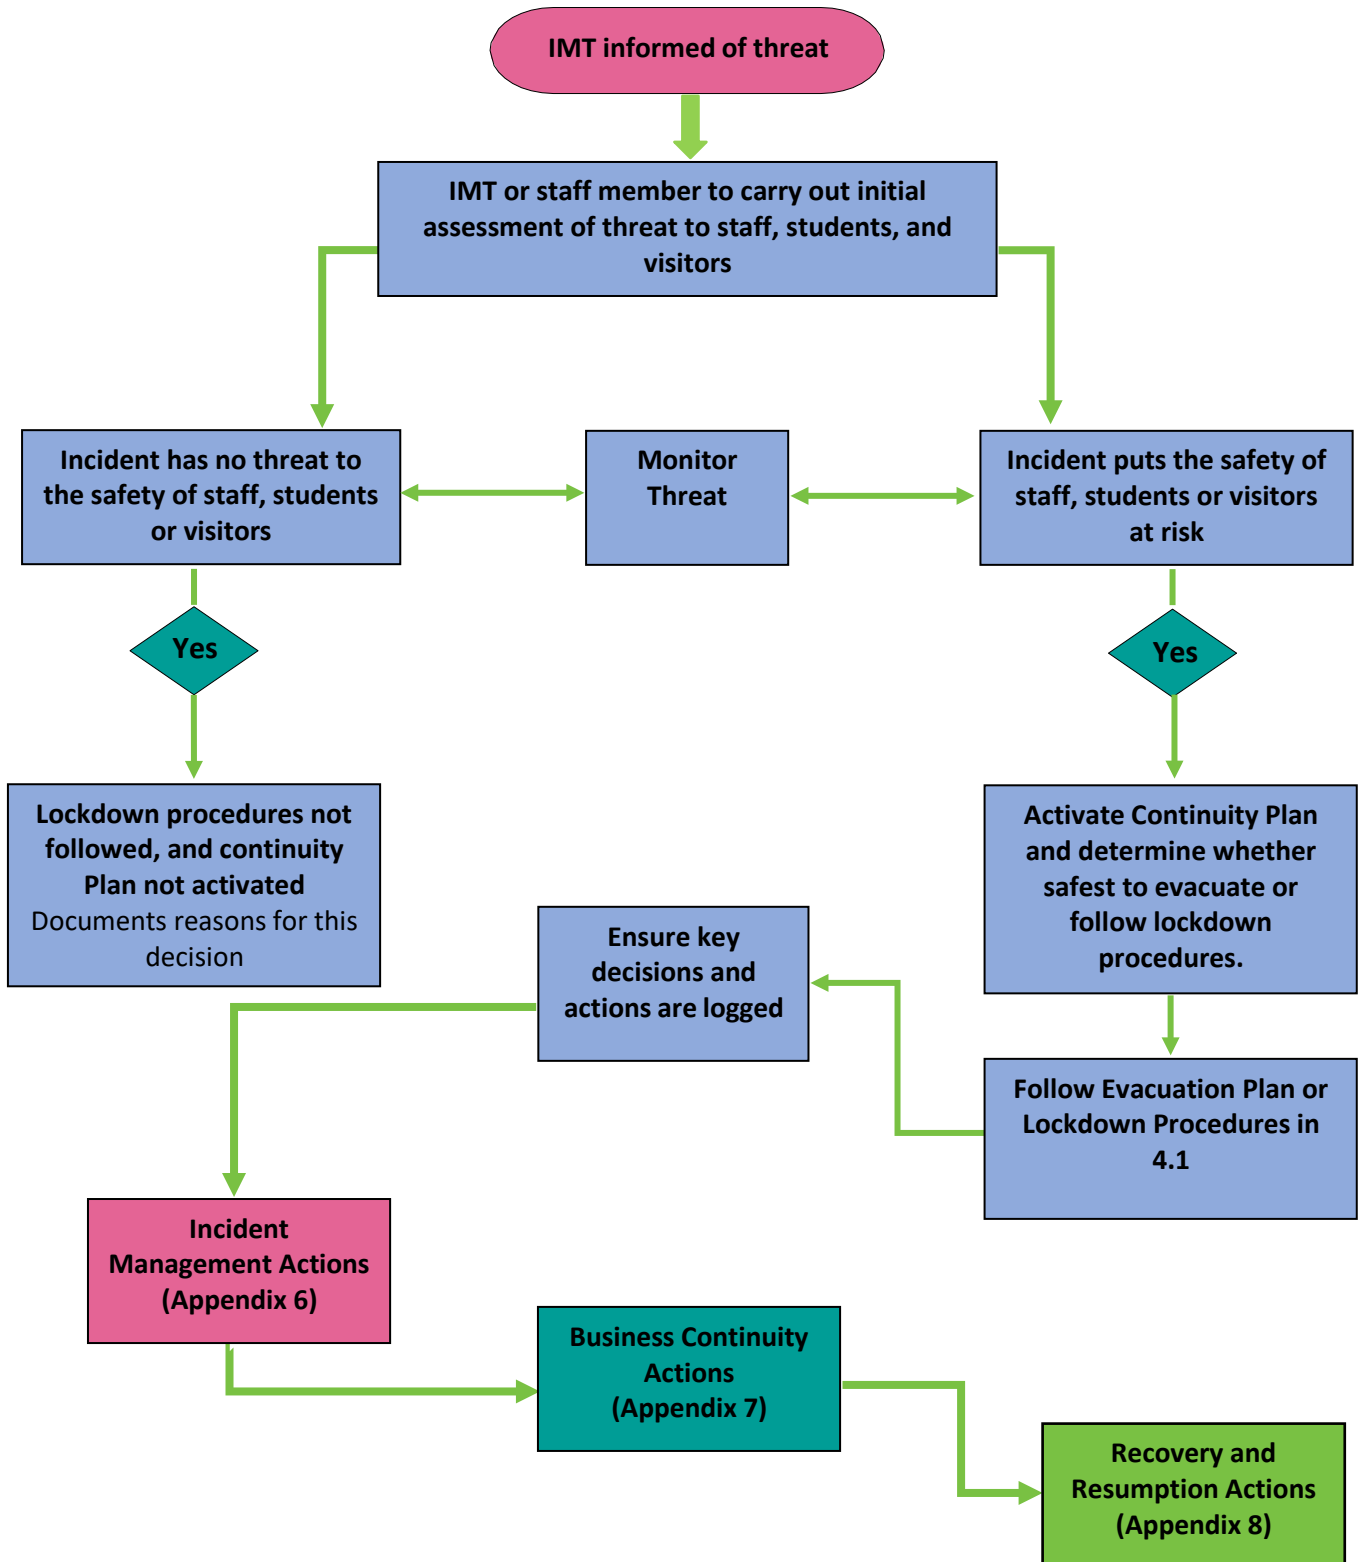 IMT informed of threat
IMT or staff member to carry out initial
assessment of threat to staff, students, and
visitors
Incident has no threat to
the safety of staff, students
or visitors
Monitor
Threat
Incident puts the safety of
staff, students or visitors
at risk
Yes
Yes
Lockdown procedures not
followed, and continuity
Plan not activated
Documents reasons for this
decision
Activate Continuity Plan
and determine whether
safest to evacuate or
follow lockdown
procedures.
Ensure key
decisions and
actions are logged
Follow Evacuation Plan or
Lockdown Procedures in
4.1
Incident
Management Actions
(Appendix 6)
Business Continuity
Actions
(Appendix 7)
Recovery and
Resumption Actions
(Appendix 8)